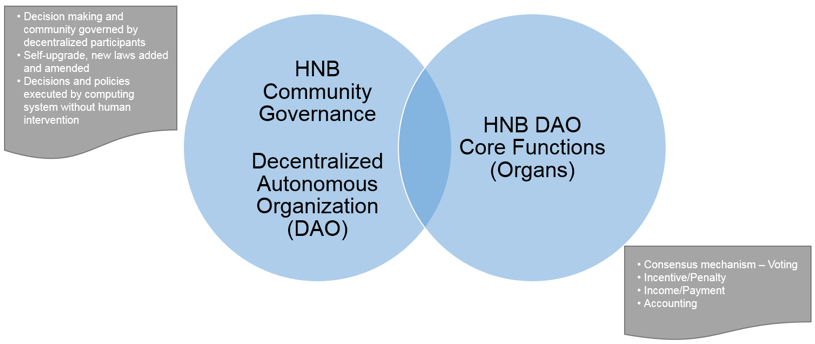 • Decision making and
community governed by
decentralized participants
• Self-upgrade, new laws added
and amended
• Decisions and policies
executed by computing
system without human
intervention
HNB
Community
Governance
Decentralized
Autonomous
Organization
(DAO)
HNB DAO
Core Functions
(Organs)
• Consensus mechanism – Voting
• Incentive/Penalty
• Income/Payment
• Accounting